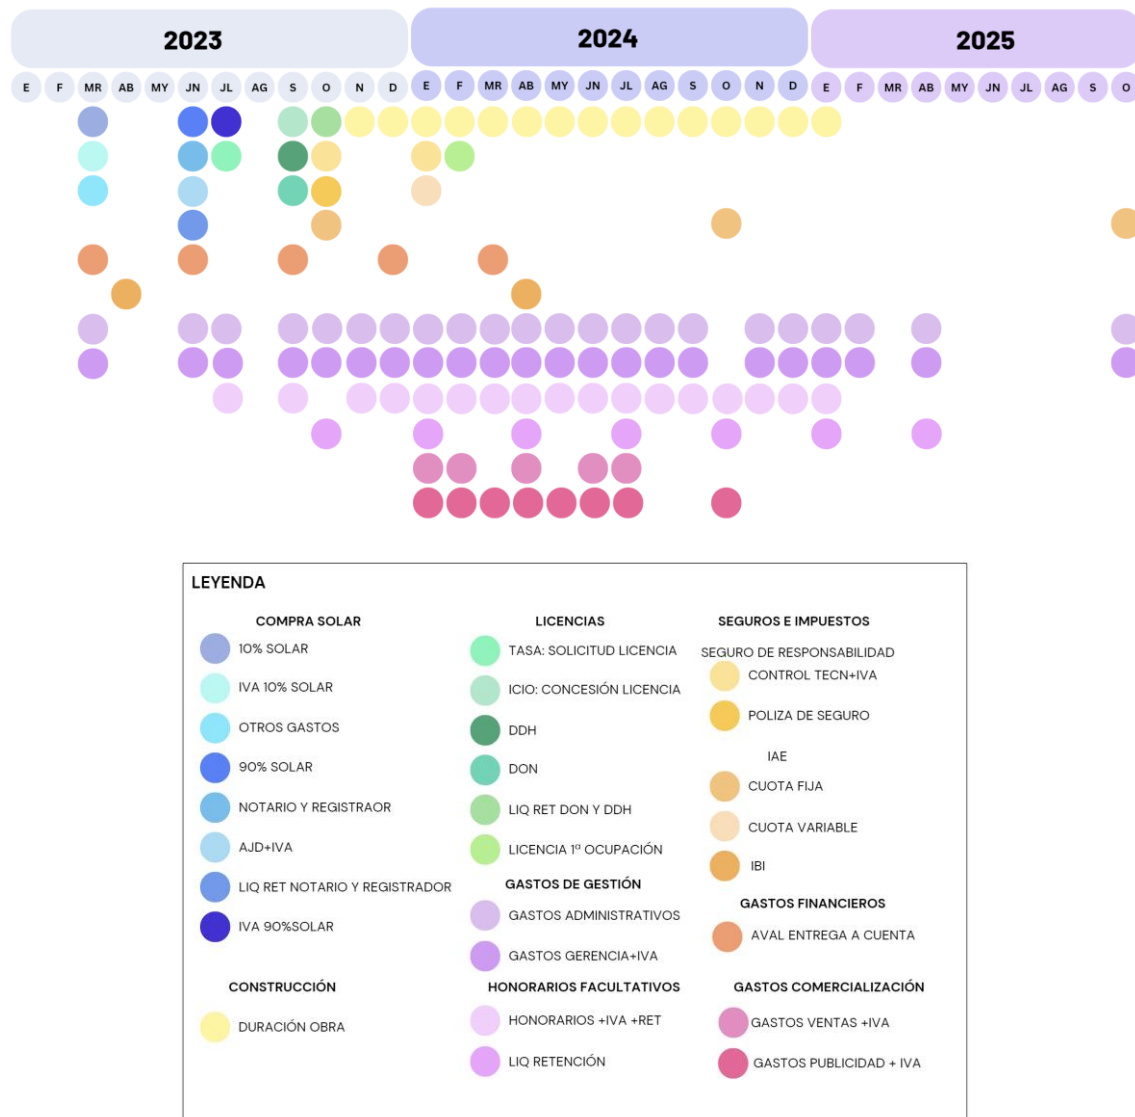 2023 2024 2025
E F MR AB MY JN JL AG S O N D E F MR AB MY JN JL AG S O N D E F MR AB MY JN JL AG S O
LEYENDA
COMPRA SOLAR
10% SOLAR
IVA 10% SOLAR
OTROS GASTOS
90% SOLAR
NOTARIO Y REGISTRAOR
AJD+IVA
LIQ RET NOTARIO Y REGISTRADOR
IVA 90%SOLAR
CONSTRUCCIÓN
DURACIÓN OBRA
LICENCIAS
TASA: SOLICITUD LICENCIA
ICIO: CONCESIÓN LICENCIA
DDH
DON
LIQ RET DON Y DDH
LICENCIA 1ª OCUPACIÓN
GASTOS DE GESTIÓN
GASTOS ADMINISTRATIVOS
GASTOS GERENCIA+IVA
HONORARIOS FACULTATIVOS
HONORARIOS +IVA +RET
LIQ RETENCIÓN
SEGUROS E IMPUESTOS
SEGURO DE RESPONSABILIDAD
CONTROL TECN+IVA
POLIZA DE SEGURO
IAE
CUOTA FIJA
CUOTA VARIABLE
IBI
GASTOS FINANCIEROS
AVAL ENTREGA A CUENTA
GASTOS COMERCIALIZACIÓN
GASTOS VENTAS +IVA
GASTOS PUBLICIDAD + IVA